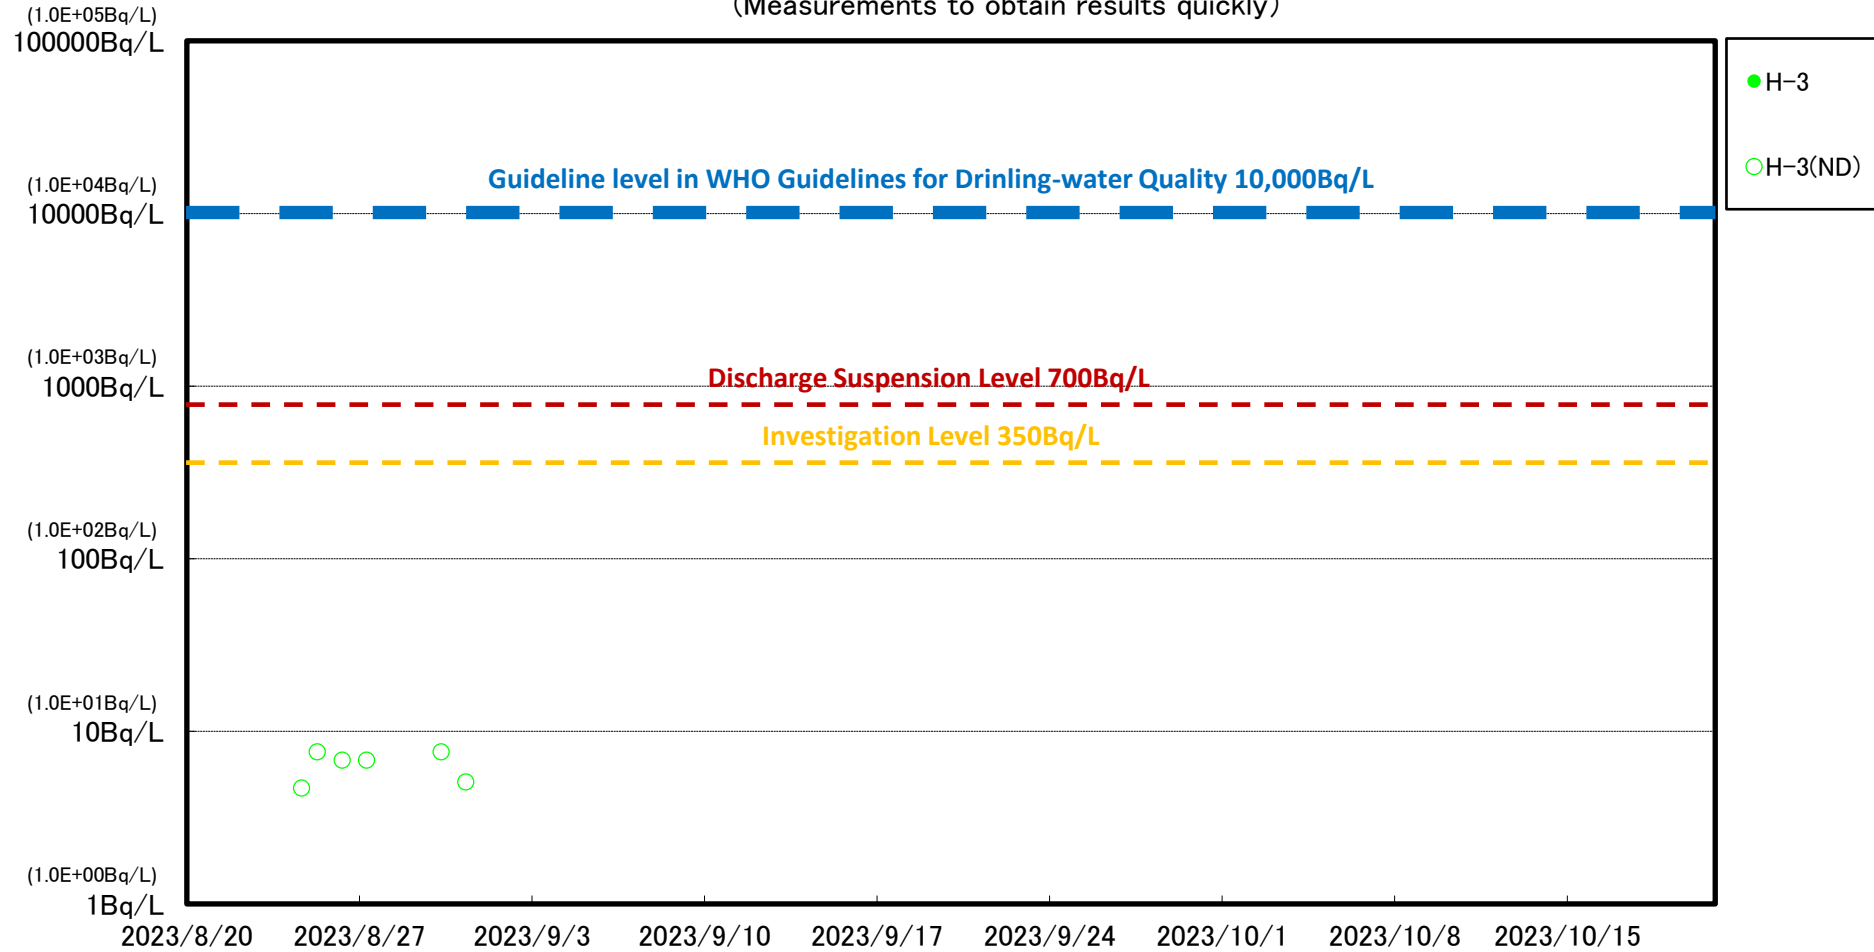 (Measurements to obtain results quickly)
(1.0E+05Bq/L)
100000Bq/L
H-3
H-3(ND)
(1.0E+04Bq/L)
10000Bq/L
Guideline level in WHO Guidelines for Drinling-water Quality 10,000Bq/L
(1.0E+03Bq/L)
1000Bq/L
Discharge Suspension Level 700Bq/L
Investigation Level 350Bq/L
(1.0E+02Bq/L)
100Bq/L
(1.0E+01Bq/L)
10Bq/L
(1.0E+00Bq/L)
1Bq/L
2023/8/20 2023/8/27 2023/9/3 2023/9/10 2023/9/17 2023/9/24 2023/10/1 2023/10/8 2023/10/15